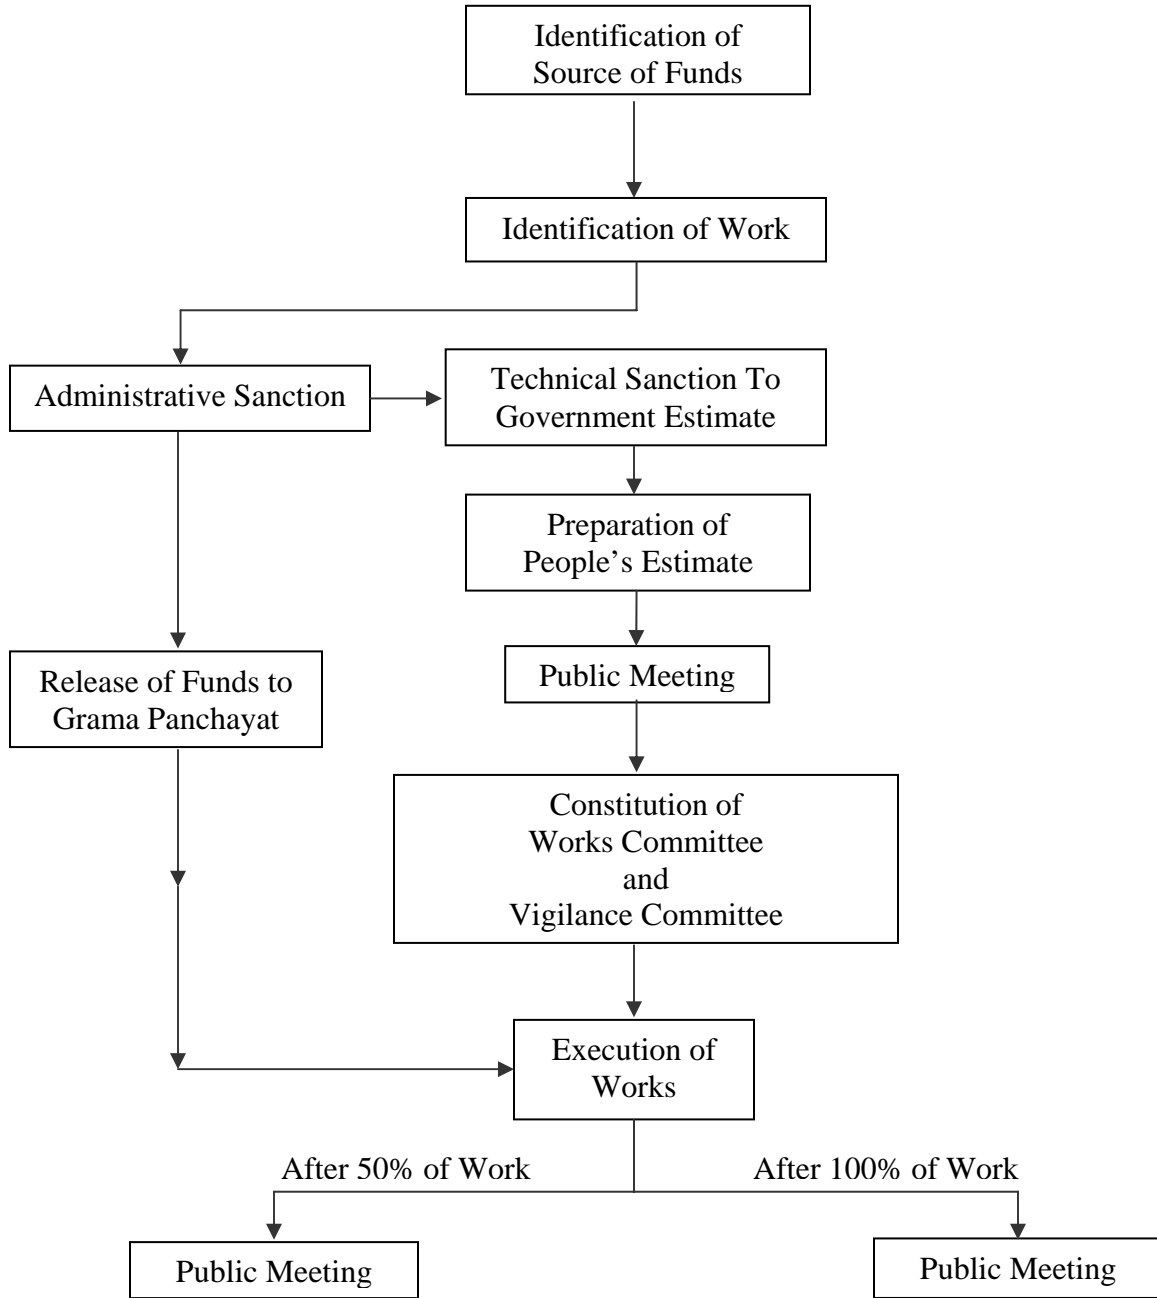 Identification of
Source of Funds
Identification of Work
Administrative Sanction
Technical Sanction To
Government Estimate
Preparation of
People’s Estimate
Public Meeting
Release of Funds to
Grama Panchayat
Constitution of
Works Committee
and
Vigilance Committee
Execution of
Works
After 50% of Work
After 100% of Work
Public Meeting
Public Meeting